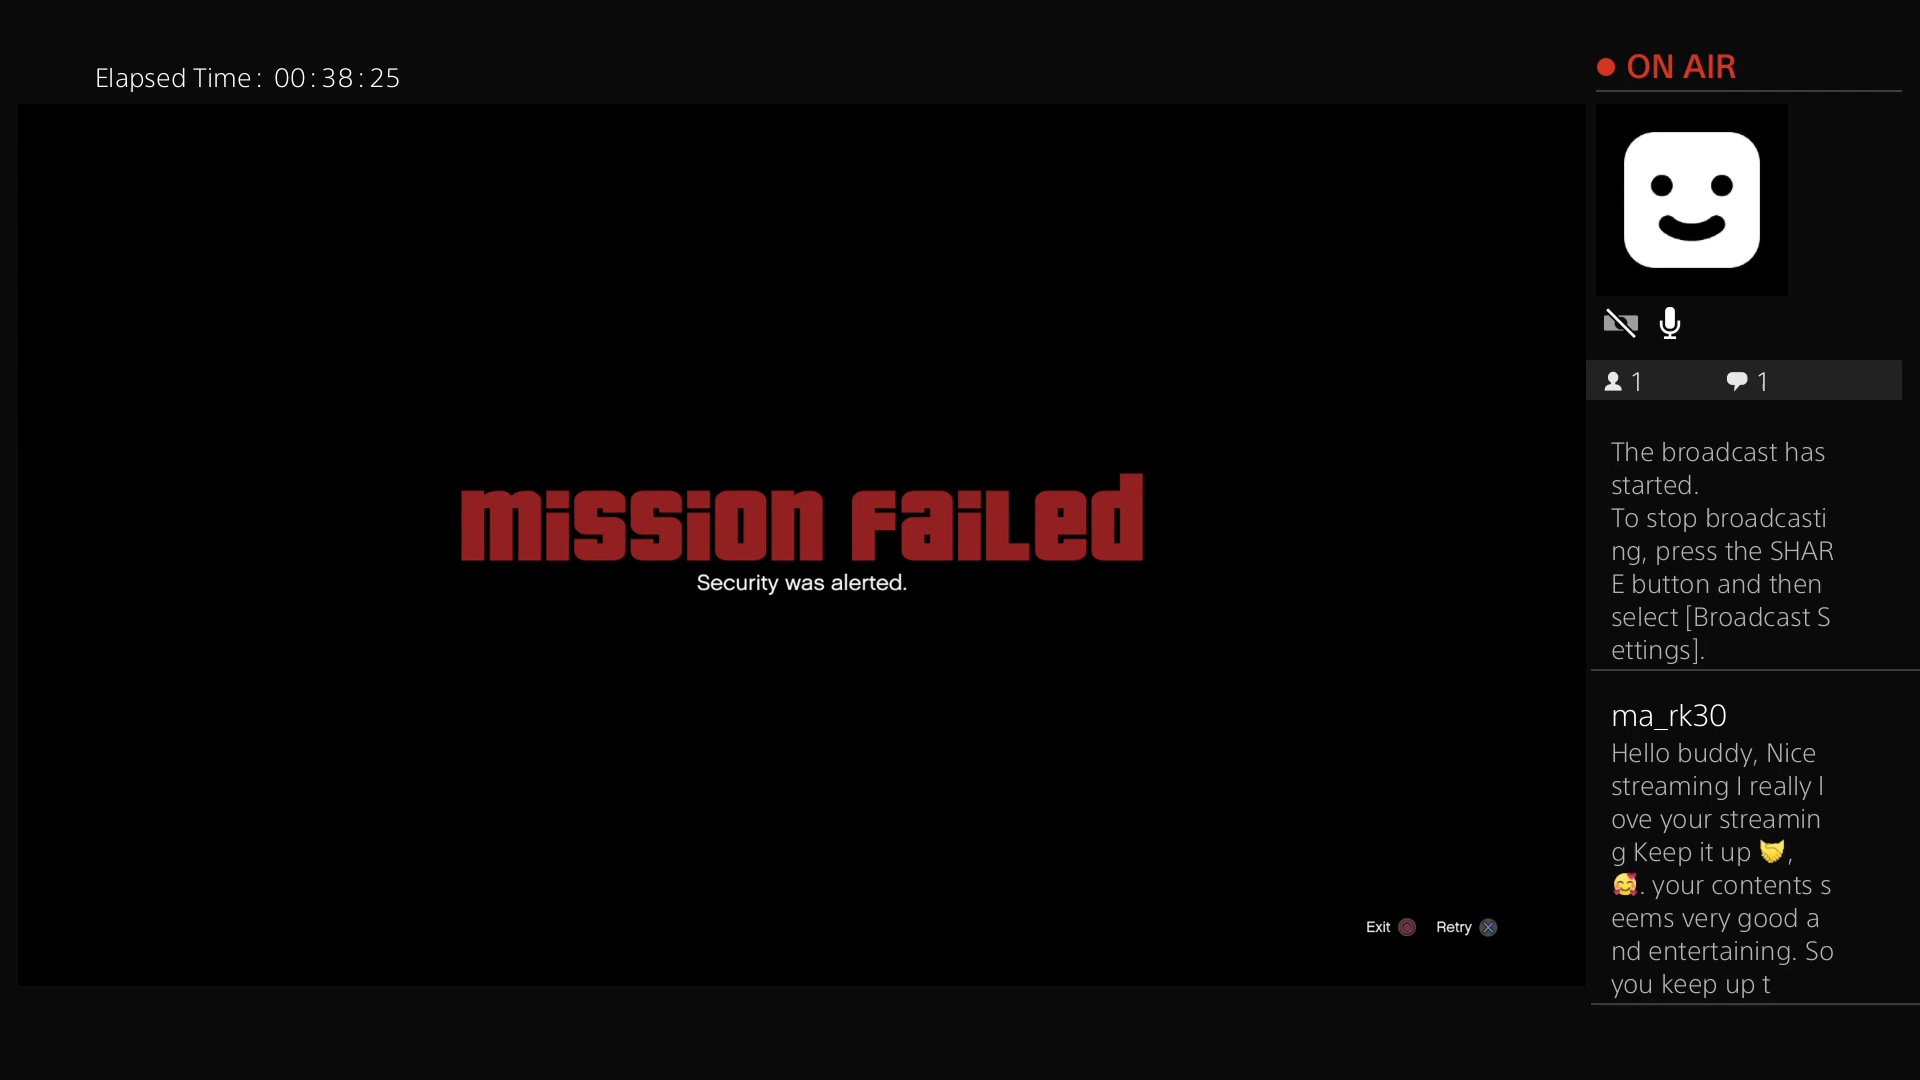 Elapsed Time: 00:38:25
ON AIR
1
1
The broadcast has
started.
To stop broadcasti
ng, press the SHAR
E button and then
select [Broadcast S
ettings].
ma_rk30
Hello buddy, Nice
streaming I really l
ove your streamin
g Keep it up 🤝,
🥰. your contents s
eems very good a
nd entertaining. So
you keep up t
mission failed
Security was alerted.
Exit Retry